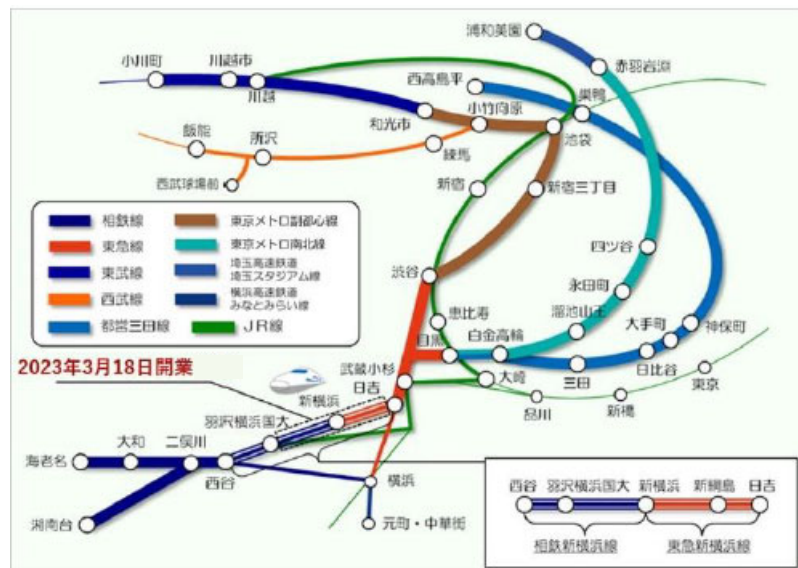 浦和美園
小川町
川越市
川越
赤羽岩淵
西高島平
巣鴨
和光市
小竹向原
池袋
飯能
所沢
練馬
西武球場前
新宿
新宿三丁目
相鉄線
東京メトロ副都心線
東急線
東京メトロ南北線
東武線
埼玉高速鉄道
埼玉スタジアム線
西武線
横浜高速鉄道
みなとみらい線
都営三田線
JR線
四ツ谷
渋谷
永田町
恵比寿
溜池山王
大手町
神保町
目黒
白金高輪
日比谷
三田
東京
2023年3月18日開業
武蔵小杉
日吉
大崎
品川
新橋
新横浜
羽沢横浜国大
大和
二俣川
海老名
西谷
横浜
湘南台
元町・中華街
西谷 羽沢横浜国大 新横浜 新綱島 日吉
相鉄新横浜線
東急新横浜線